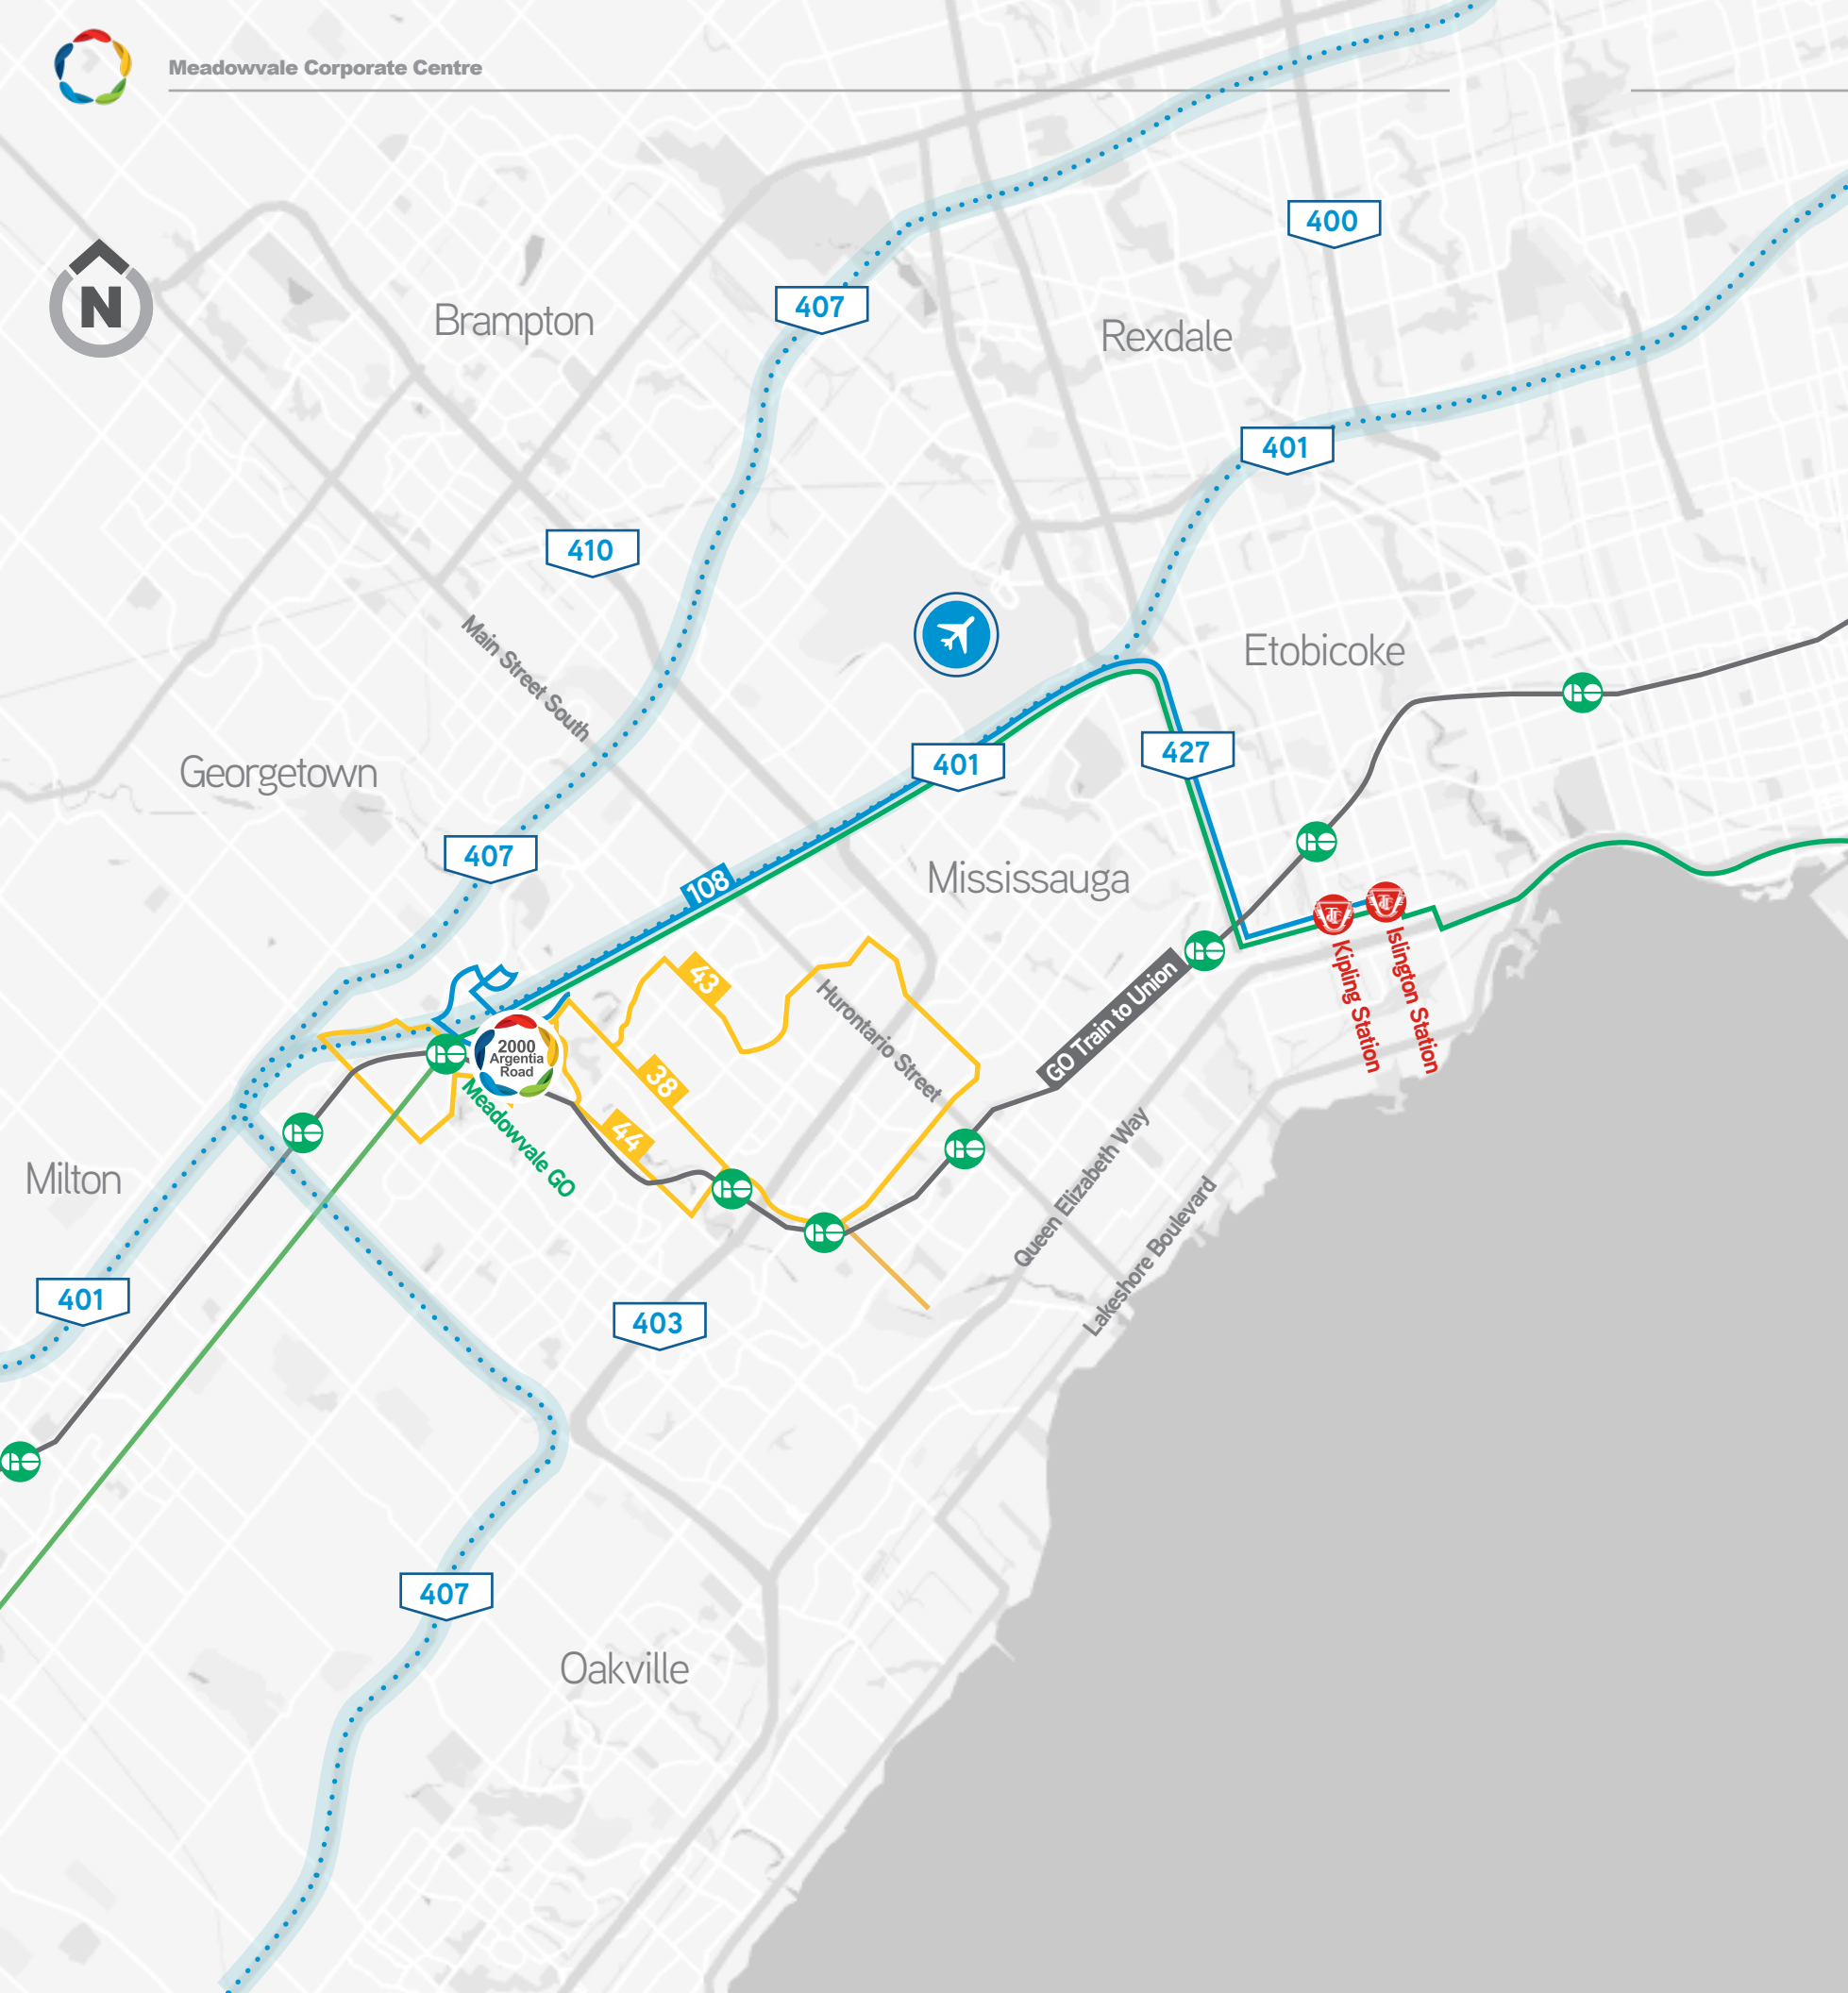 Meadowvale Corporate Centre
N
400
407
Brampton
Rexdale
401
410
Main Street South
Etobicoke
Georgetown
427
401
407
Mississauga
108
Islington Station
Kipling Station
43
GO Train to Union
Hurontario Street
2000
Argentia
Road
38
44
Meadowvale GO
Milton
Queen Elizabeth Way
Lakeshore Boulevard
401
403
407
Oakville